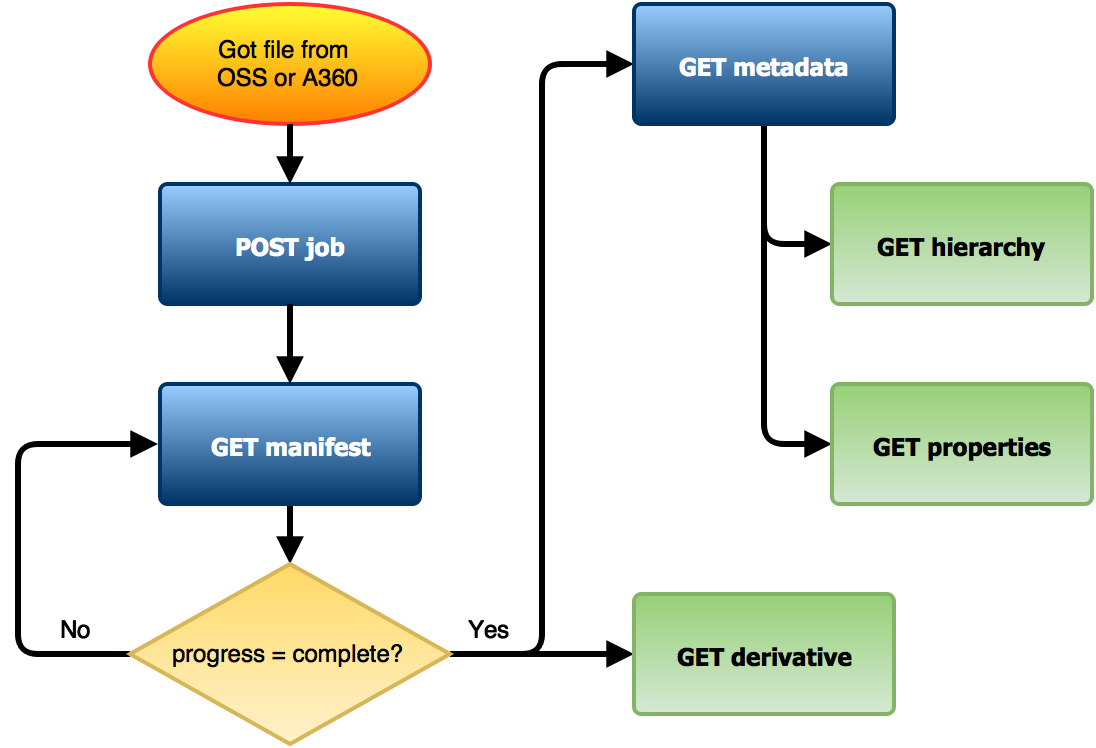 Got file from
OSS or A360
POST job
GET manifest
progress = complete?
No
Yes
GET metadata
GET hierarchy
GET properties
GET derivative